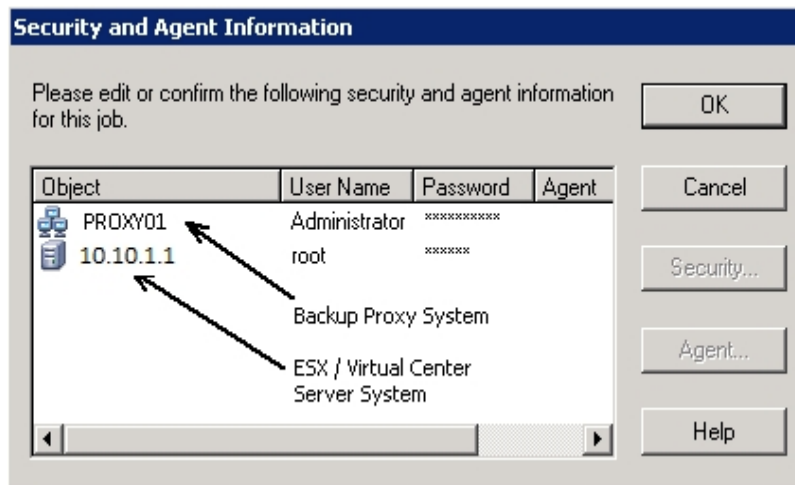 Security and Agent Information
Please edit or confirm the following security and agent information
for this job.
OK
Object User Name Password Agent
Cancel
PROXY01 Administrator **********
10.10.1.1 root ******
Security...
Backup Proxy System
Agent...
ESX / Virtual Center
Server System
Help